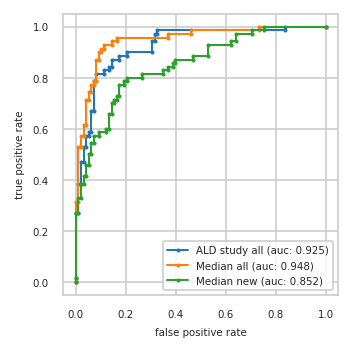 1.0
0.8
0.6
0.4
0.2
0.0
true positive rate
ALD study all (auc: 0.925)
Median all (auc: 0.948)
Median new (auc: 0.852)
0.0 0.2 0.4 0.6 0.8 1.0
false positive rate